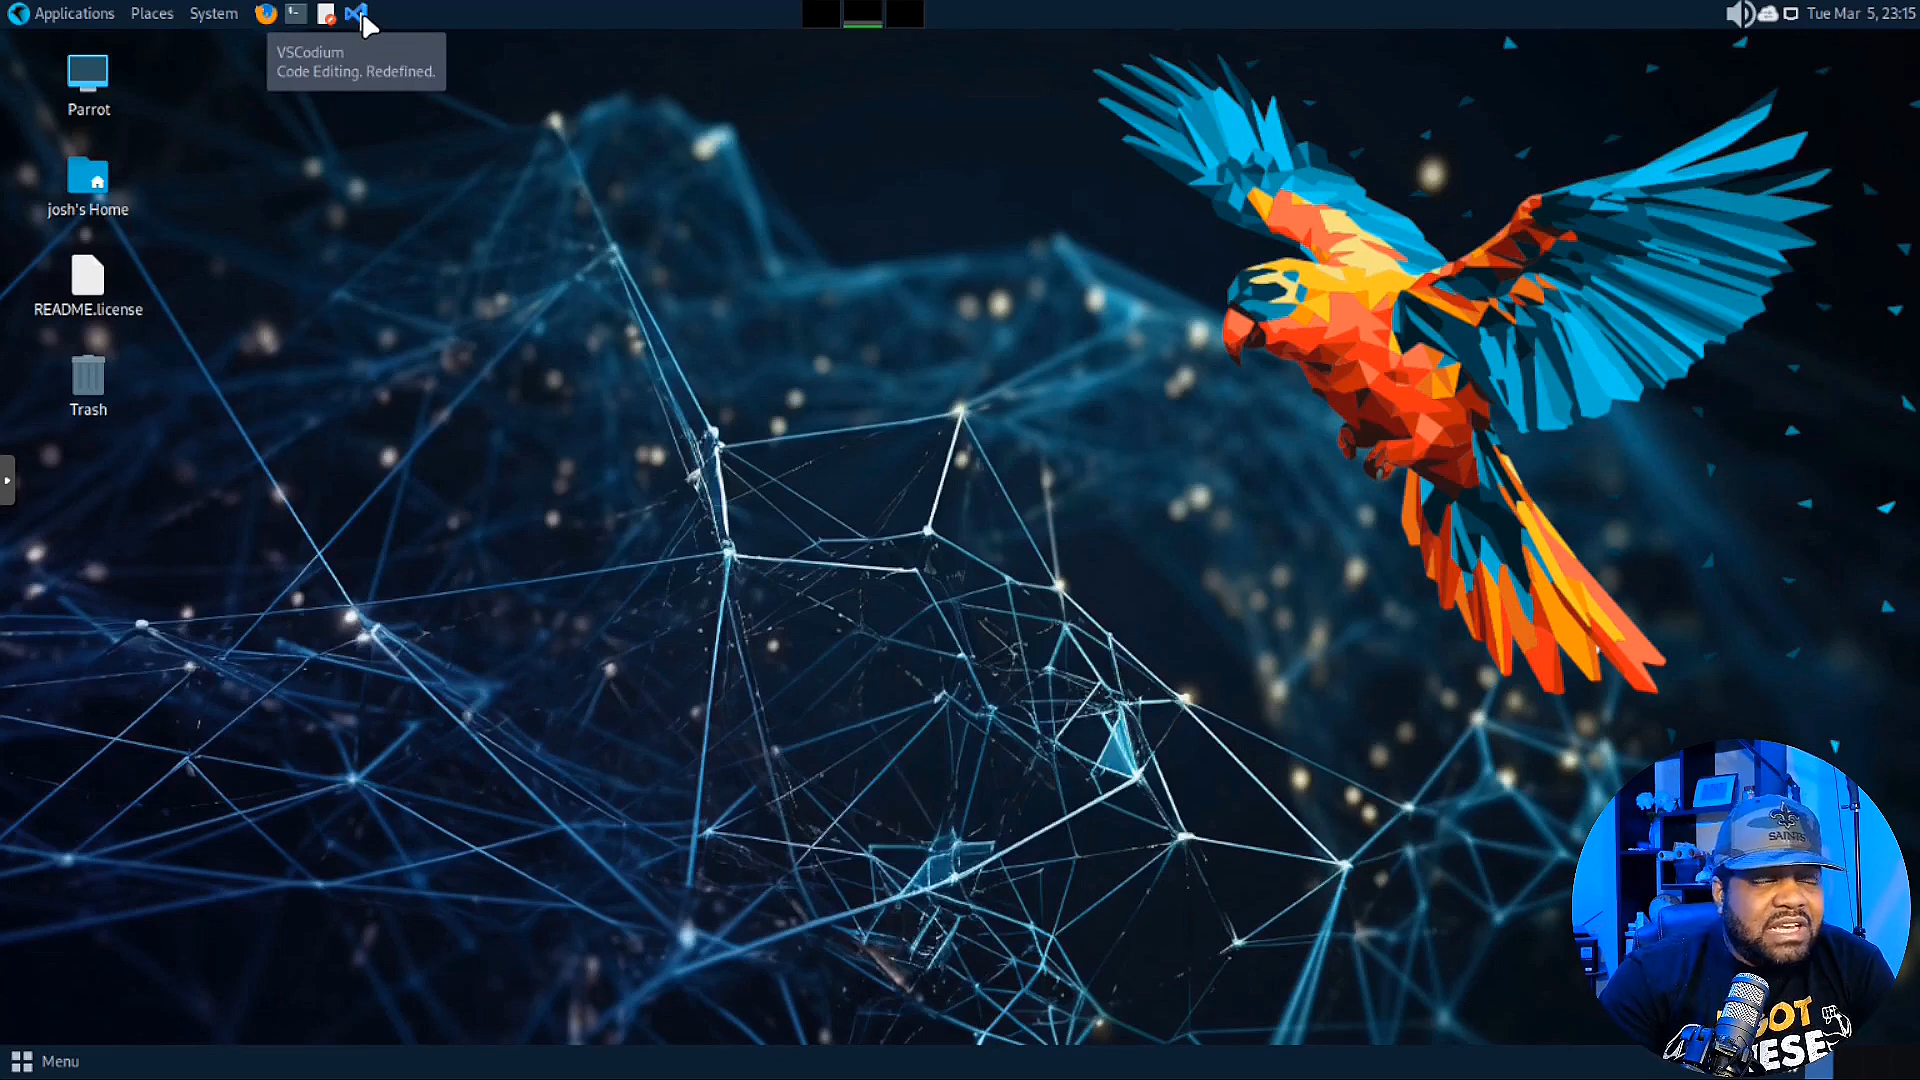 Applications Places System
Tue Mar 5, 23:15
VSCodium
Code Editing. Redefined.
Parrot
josh's Home
README.license
Trash
SAINTS
Menu